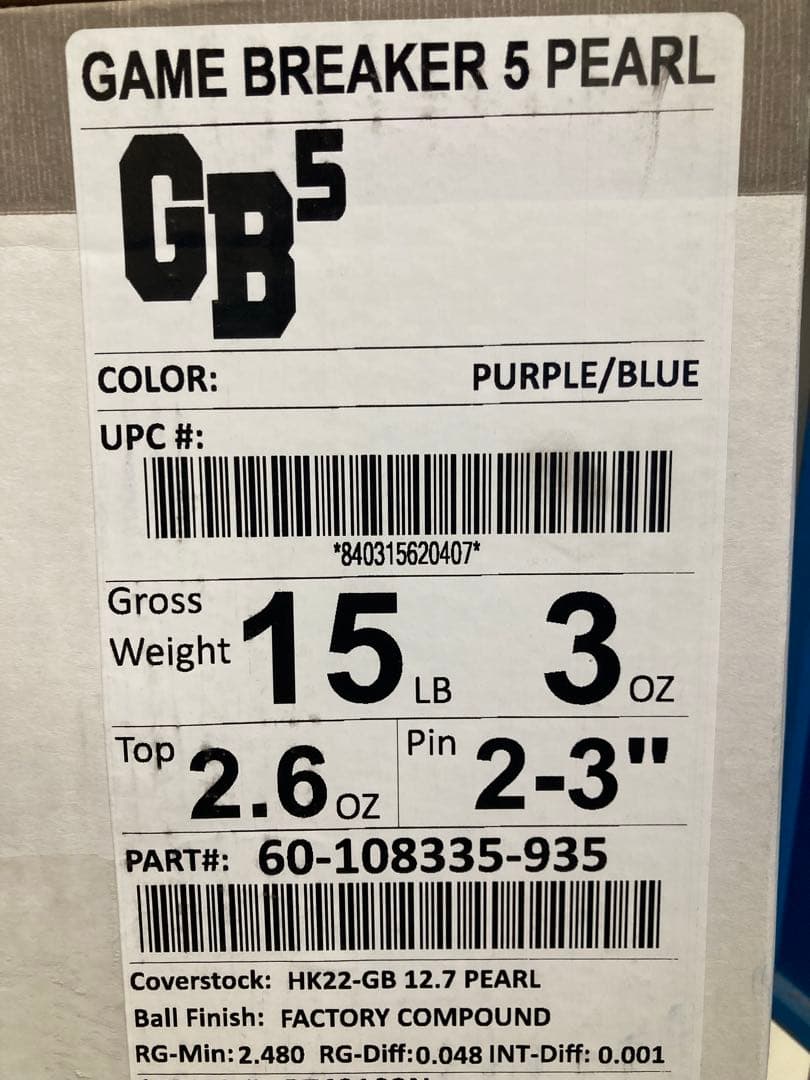 GAME BREAKER 5 PEARL
GB5
COLOR: PURPLE/BLUE
UPC #:
*840315620407*
Gross Weight 15 LB 3 OZ
Top 2.6 OZ Pin 2-3"
PART#: 60-108335-935
Coverstock: HK22-GB 12.7 PEARL
Ball Finish: FACTORY COMPOUND
RG-Min: 2.480 RG-Diff:0.048 INT-Diff: 0.001